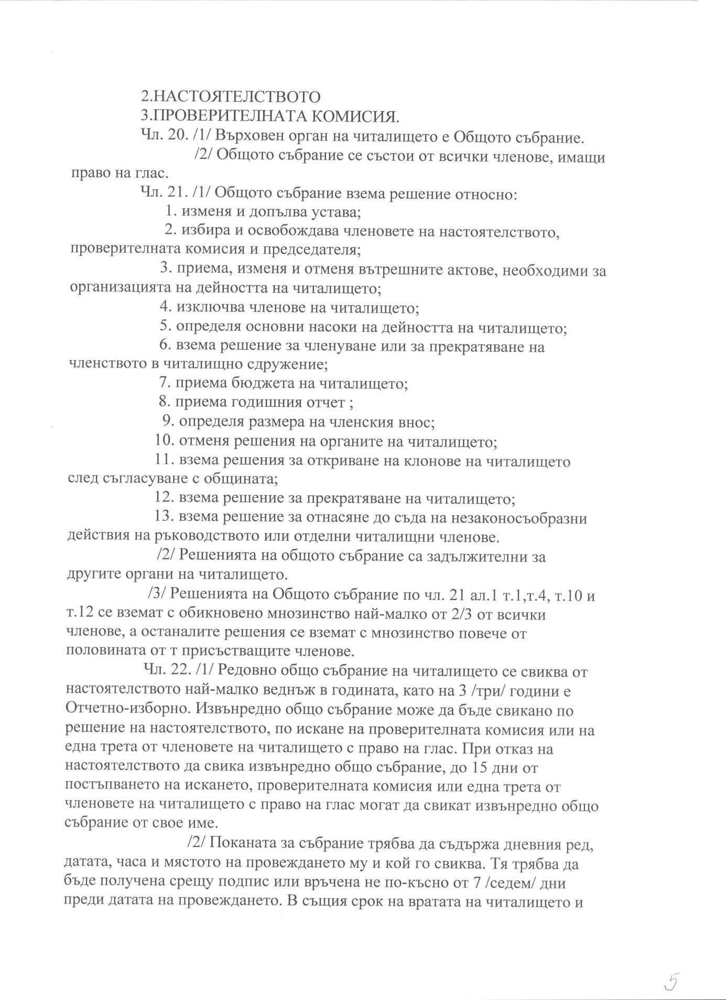 2.НАСТОЯТЕЛСТВОТО
3.ПРОВЕРИТЕЛНАТА КОМИСИЯ.
Чл. 20. /1/ Върховен орган на читалището е Общото събрание.
/2/ Общото събрание се състои от всички членове, имащи
право на глас.
Чл. 21. /1/ Общото събрание взема решение относно:
1. изменя и допълва устава;
2. избира и освобождава членовете на настоятелството,
проверителната комисия и председателя;
3. приема, изменя и отменя вътрешните актове, необходими за
организацията на дейността на читалището;
4. изключва членове на читалището;
5. определя основни насоки на дейността на читалището;
6. взема решение за членуване или за прекратяване на
членството в читалищно сдружение;
7. приема бюджета на читалището;
8. приема годишния отчет ;
9. определя размера на членския внос;
10. отменя решения на органите на читалището;
11. взема решения за откриване на клонове на читалището
след съгласуване с общината;
12. взема решение за прекратяване на читалището;
13. взема решение за отнасяне до съда на незаконосъобразни
действия на ръководството или отделни читалищни членове.
/2/ Решенията на общото събрание са задължителни за
другите органи на читалището.
/3/ Решенията на Общото събрание по чл. 21 ал.1 т.1,т.4, т.10 и
т.12 се вземат с обикновено мнозинство най-малко от 2/3 от всички
членове, а останалите решения се вземат с мнозинство повече от
половината от т присъстващите членове.
Чл. 22. /1/ Редовно общо събрание на читалището се свиква от
настоятелството най-малко веднъж в годината, като на 3 /три/ години е
Отчетно-изборно. Извънредно общо събрание може да бъде свикано по
решение на настоятелството, по искане на проверителната комисия или на
една трета от членовете на читалището с право на глас. При отказ на
настоятелството да свика извънредно общо събрание, до 15 дни от
постъпването на искането, проверителната комисия или една трета от
членовете на читалището с право на глас могат да свикат извънредно общо
събрание от свое име.
/2/ Поканата за събрание трябва да съдържа дневния ред,
датата, часа и мястото на провеждането му и кой го свиква. Тя трябва да
бъде получена срещу подпис или връчена не по-късно от 7 /седем/ дни
преди датата на провеждането. В същия срок на вратата на читалището и
5